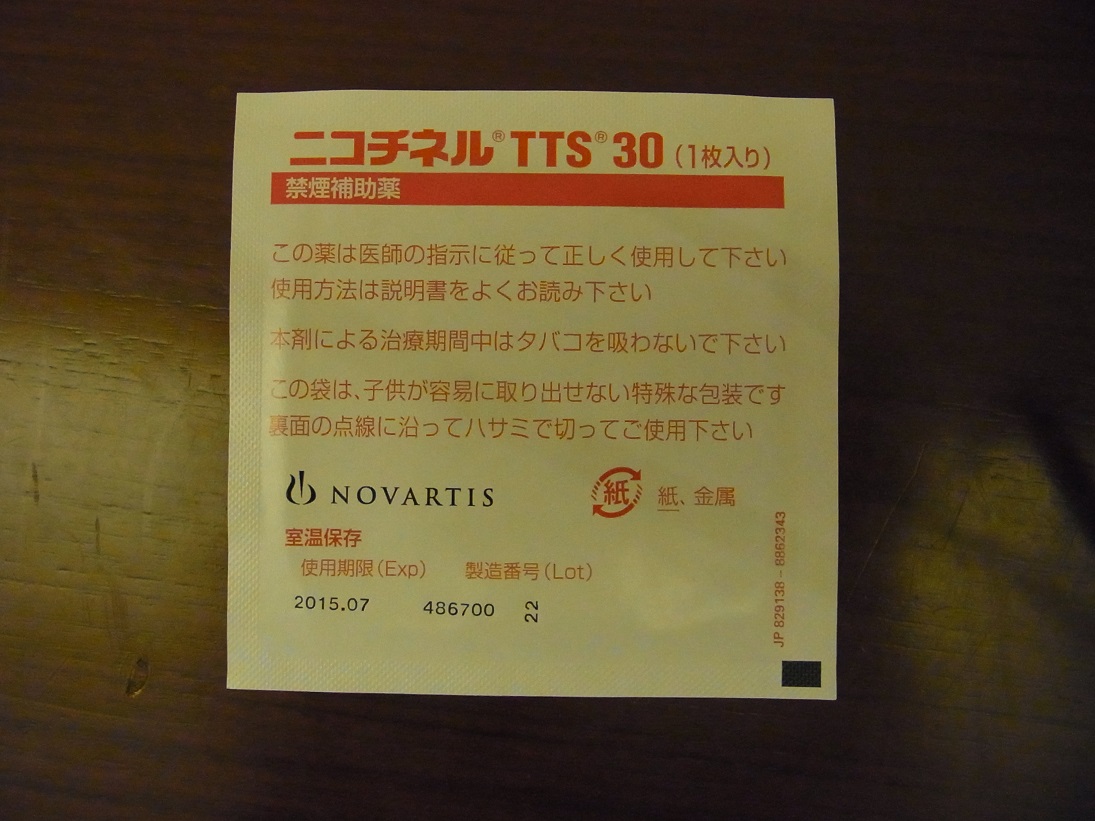 ニコチネル® TTS® 30 (1枚入り)
禁煙補助薬
この薬は医師の指示に従って正しく使用して下さい
使用方法は説明書をよくお読み下さい
本剤による治療期間中はタバコを吸わないで下さい
この袋は、子供が容易に取り出せない特殊な包装です
裏面の点線に沿ってハサミで切ってご使用下さい
NOVARTIS
紙 紙、金属
室温保存
使用期限(Exp) 製造番号(Lot)
2015.07 486700 22
JP 829138-8862343